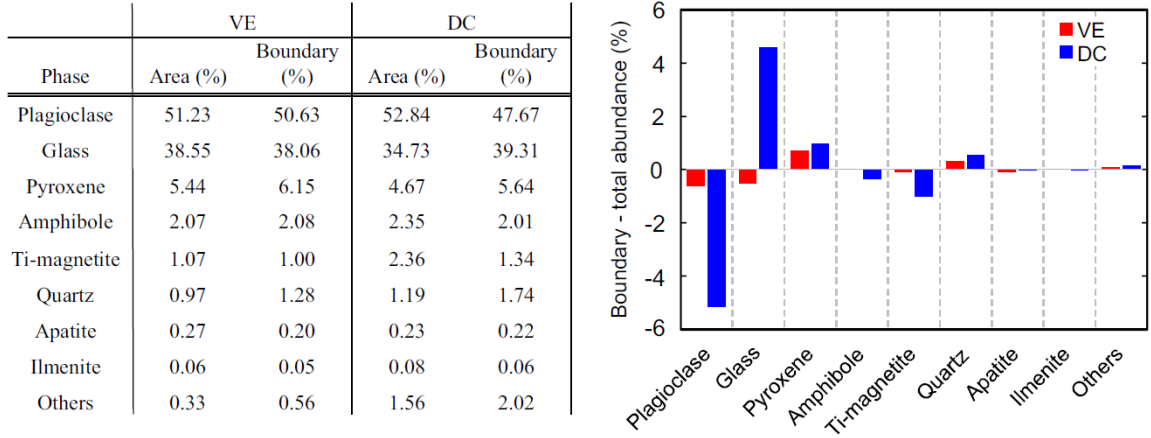 VE DC
Phase Area (%) Boundary (%) Area (%) Boundary (%)
Plagioclase 51.23 50.63 52.84 47.67
Glass 38.55 38.06 34.73 39.31
Pyroxene 5.44 6.15 4.67 5.64
Amphibole 2.07 2.08 2.35 2.01
Ti-magnetite 1.07 1.00 2.36 1.34
Quartz 0.97 1.28 1.19 1.74
Apatite 0.27 0.20 0.23 0.22
Ilmenite 0.06 0.05 0.08 0.06
Others 0.33 0.56 1.56 2.02
Boundary - total abundance (%)
6
4
2
0
-2
-4
-6
VE
DC
Plagioclase
Glass
Pyroxene
Amphibole
Ti-magnetite
Quartz
Apatite
Ilmenite
Others